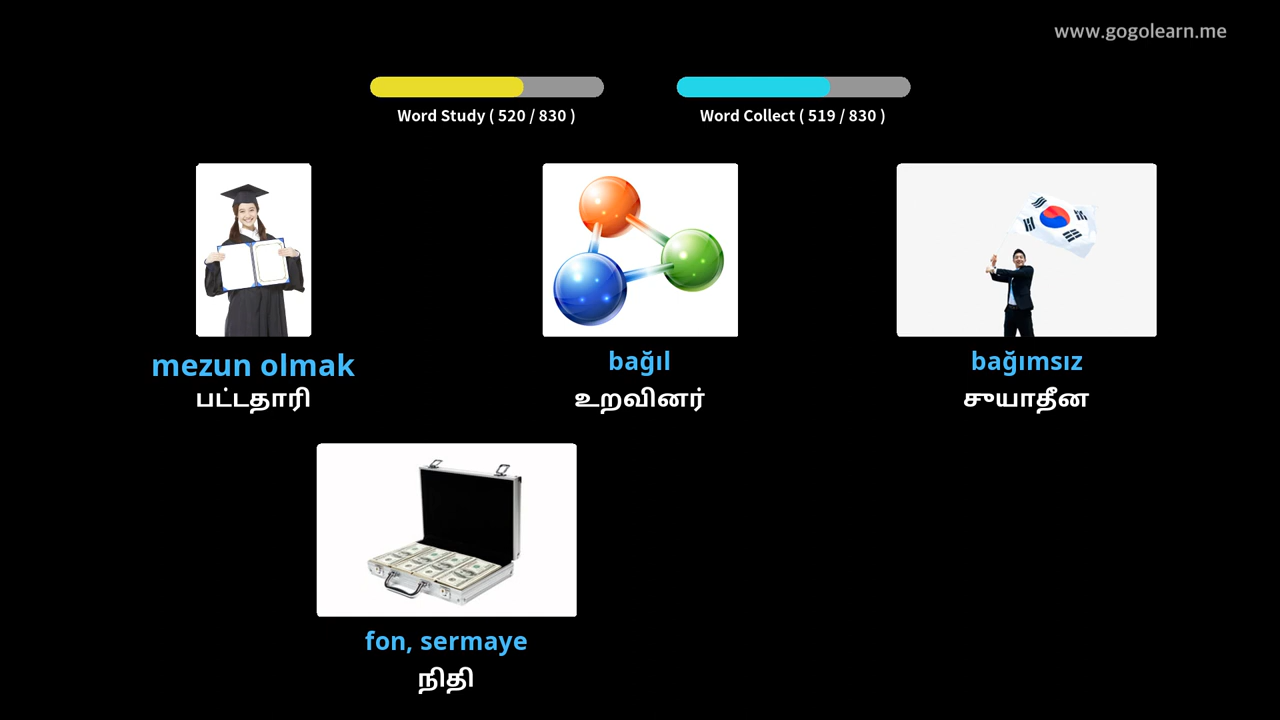 www.gogolearn.me
Word Study ( 520 / 830 )
Word Collect ( 519 / 830 )
mezun olmak
பட்டதாரி
bağıl
உறவினர்
bağımsız
சுயாதீன
fon, sermaye
நிதி